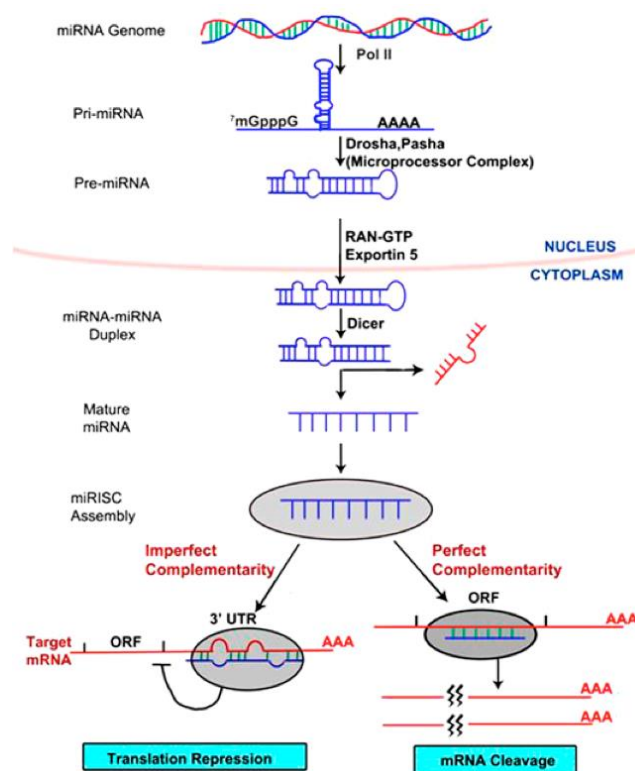 miRNA Genome
Pol II
Pri-miRNA
⁷mGpppG
AAAA
Drosha,Pasha
(Microprocessor Complex)
Pre-miRNA
RAN-GTP
Exportin 5
NUCLEUS
CYTOPLASM
miRNA-miRNA
Duplex
Dicer
Mature
miRNA
miRISC
Assembly
Imperfect
Complementarity
Perfect
Complementarity
3' UTR
ORF
Target
mRNA
ORF
AAA
AAA
AAA
AAA
Translation Repression
mRNA Cleavage